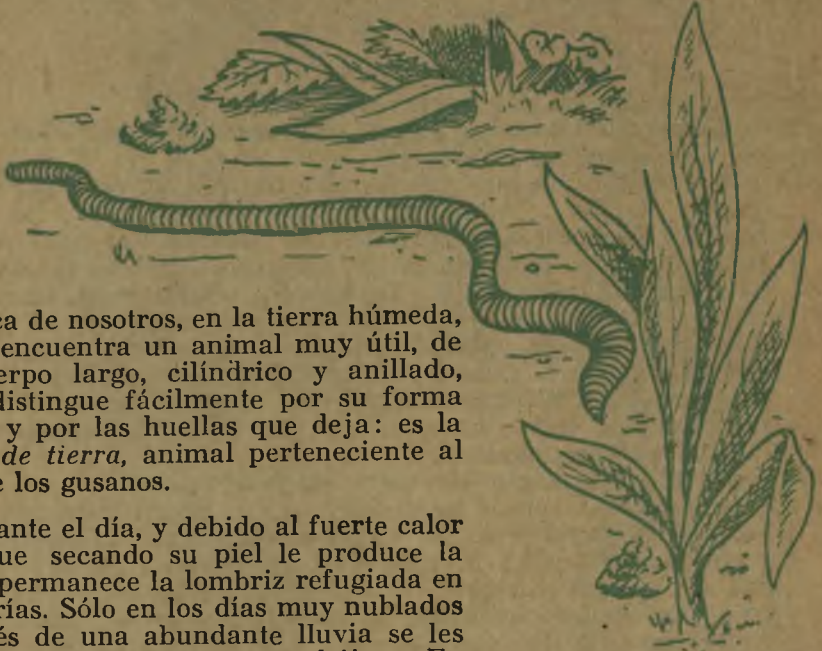 de nosotros, en la tierra húmeda,
encuentra un animal muy útil, de
largo, cilíndrico y anillado,
distingue fácilmente por su forma
y por las huellas que deja: es la
de tierra, animal perteneciente al
los gusanos.
ante el día, y debido al fuerte calor
ue secando su piel le produce la
permanece la lombriz refugiada en
rías. Sólo en los días muy nublados
és de una abundante lluvia se les